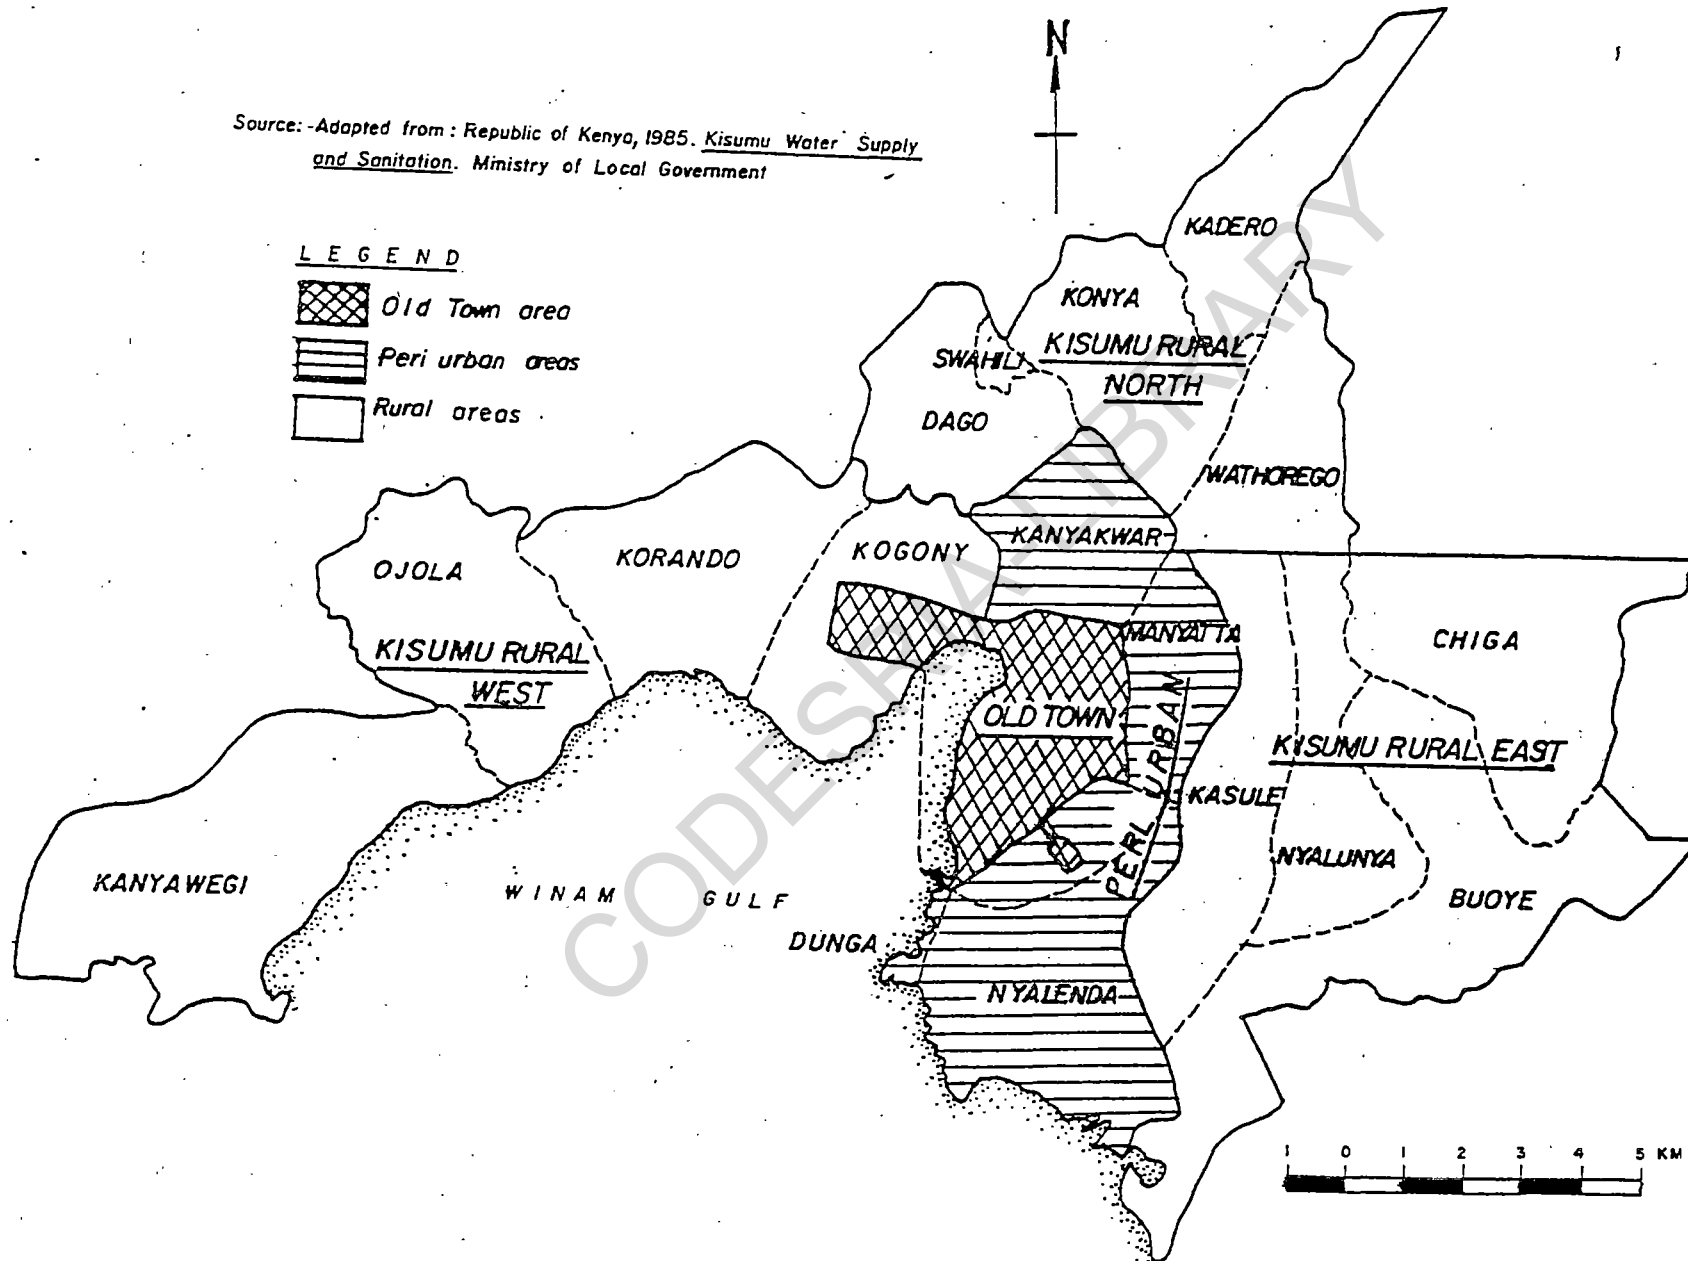 N
Source:-Adapted from : Republic of Kenya, 1985. Kisumu Water Supply
and Sanitation. Ministry of Local Government
LEGEND
Old Town area
Peri urban areas
Rural areas
KADERO
KONYA
SWAHILI
KISUMU RURAL
NORTH
DAGO
WATHOREGO
KANYAKWAR
KOGONY
KORANDO
OJOLA
MANYATTA
CHIGA
KISUMU RURAL
WEST
OLD TOWN
PERL URBAM
KISUMU RURAL EAST
KASULE
NYALUNYA
BUOYE
KANYAWEGI
WINAM GULF
DUNGA
NYALENDA
1 0 1 2 3 4 5 KM
CODESRIA-LIBRARY